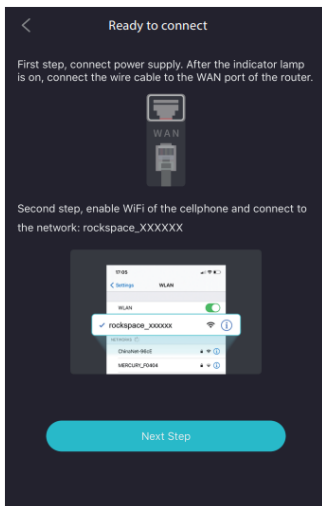 Ready to connect
First step, connect power supply. After the indicator lamp
is on, connect the wire cable to the WAN port of the router.
WAN
Second step, enable WiFi of the cellphone and connect to
the network: rockspace_XXXXXX
17:05
Settings WLAN
WLAN
rockspace_xxxxxx
NETWORKS
ChinaNet-96cE
MERCURY_F0404
Next Step